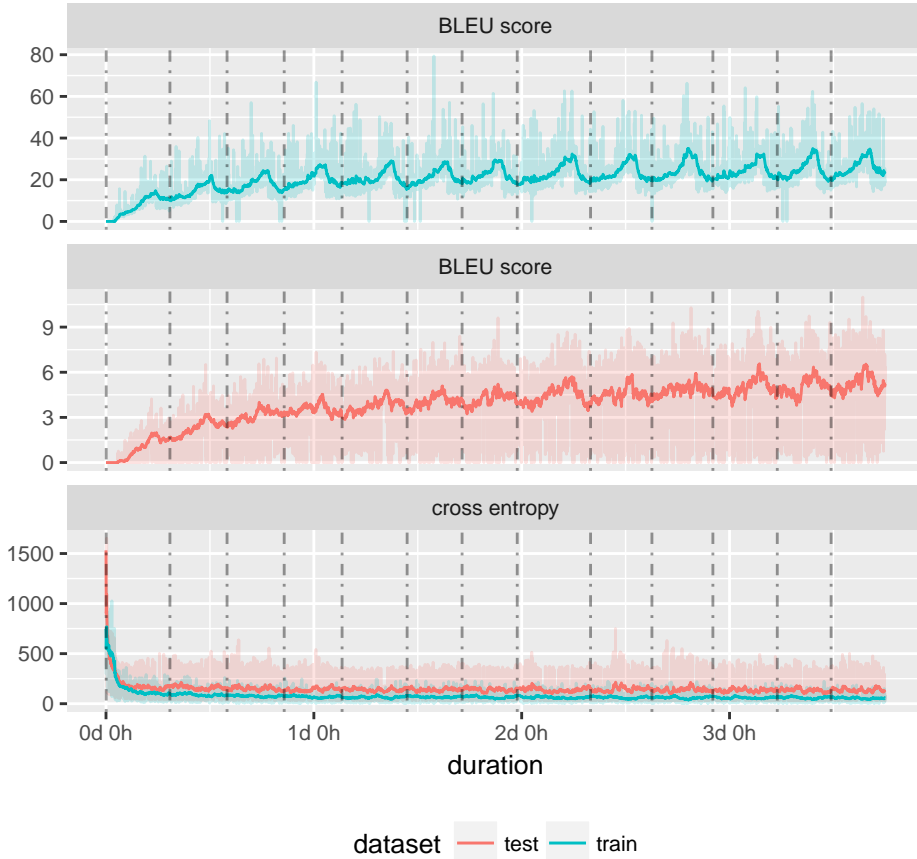 BLEU score
80
60
40
20
0
BLEU score
9
6
3
0
cross entropy
1500
1000
500
0
0d 0h 1d 0h 2d 0h 3d 0h
duration
dataset test train